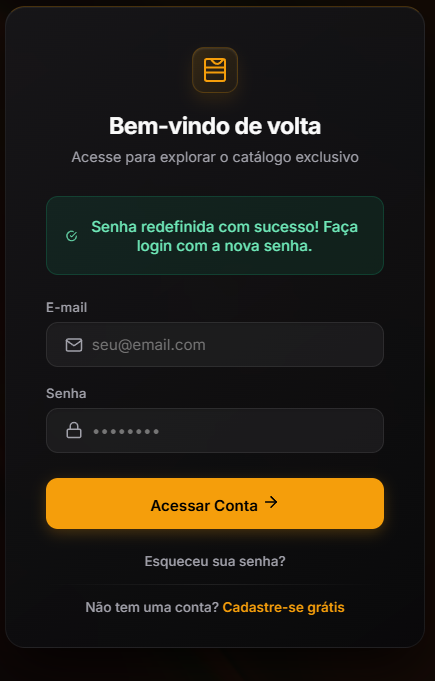 Bem-vindo de volta
Acesse para explorar o catálogo exclusivo
Senha redefinida com sucesso! Faça
login com a nova senha.
E-mail
seu@email.com
Senha
••••••••
Acessar Conta →
Esqueceu sua senha?
Não tem uma conta? Cadastre-se grátis